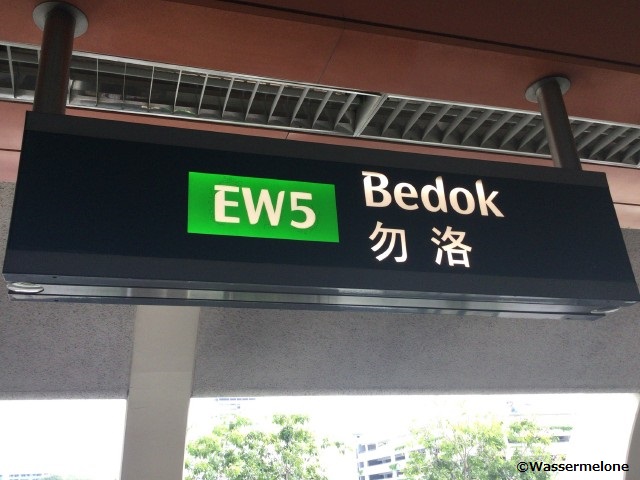 EW5
Bedok
勿洛
©Wassermelone